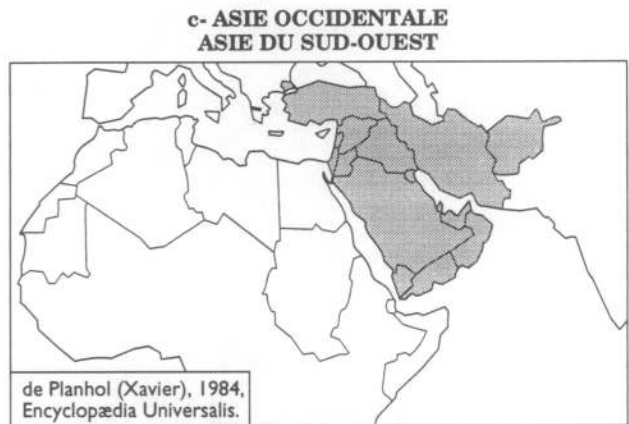 c- ASIE OCCIDENTALE
ASIE DU SUD-OUEST
de Planhol (Xavier), 1984,
Encyclopædia Universalis.